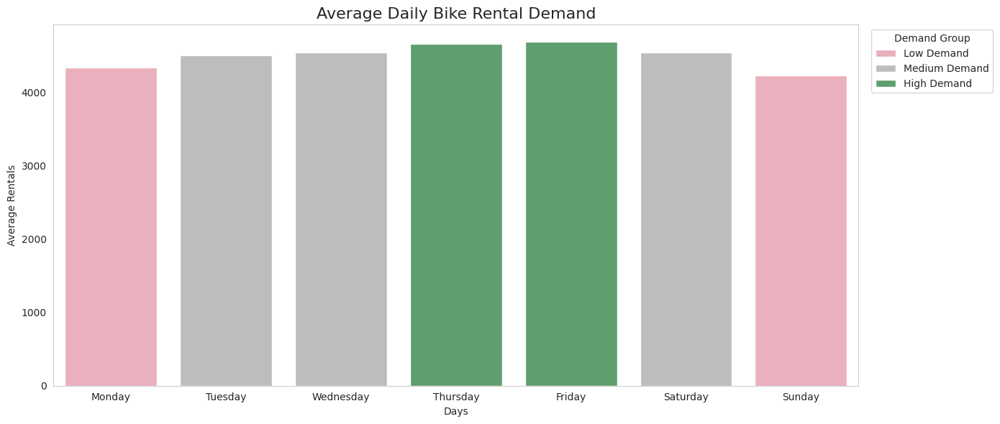 Average Daily Bike Rental Demand
Demand Group
Low Demand
Medium Demand
High Demand
Average Rentals
4000
3000
2000
1000
0
Monday Tuesday Wednesday Thursday Friday Saturday Sunday
Days